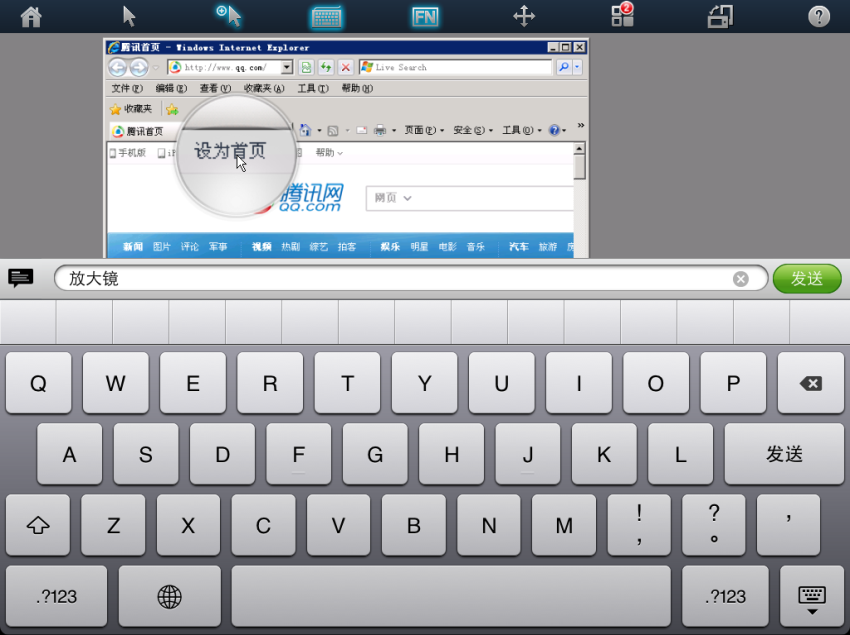 FN
2
?
腾讯首页 - Windows Internet Explorer
http://www.qq.com/
Live Search
文件(F) 编辑(E) 查看(V) 收藏夹(A) 工具(T) 帮助(H)
收藏夹
腾讯首页
页面(P) 安全(S) 工具(O) »
手机版
设为首页
帮助
腾讯网
QQ.com
网页
新闻 图片 评论 军事 视频 热剧 综艺 拍客 娱乐 明星 电影 音乐 汽车 旅游
放大镜
发送
Q W E R T Y U I O P
A S D F G H J K L 发送
Z X C V B N M ! , ? 。 ,
.?123 .?123